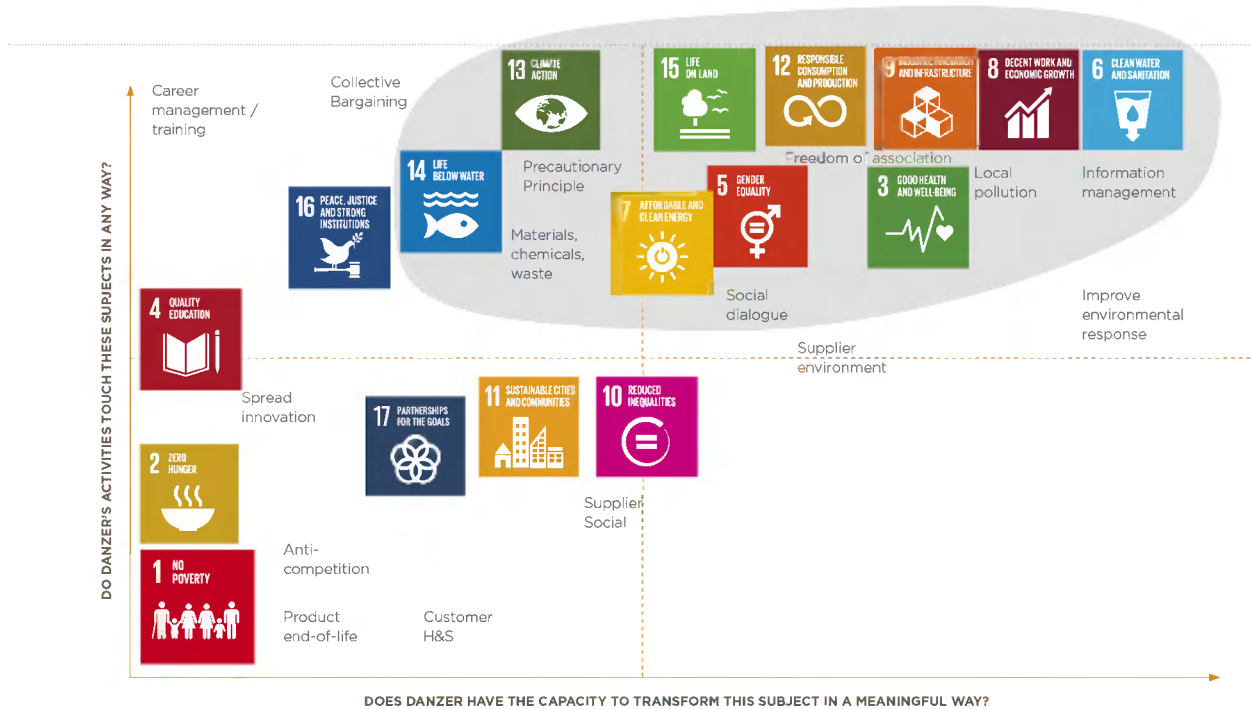 13 CLIMATE
ACTION
15 LIFE
ON LAND
12 RESPONSIBLE
CONSUMPTION
AND PRODUCTION
9 INDUSTRY, INNOVATION
AND INFRASTRUCTURE
8 DECENT WORK AND
ECONOMIC GROWTH
6 CLEAN WATER
AND SANITATION
Career
management /
training
Collective
Bargaining
14 LIFE
BELOW WATER
Precautionary
Principle
Freedom of association
16 PEACE, JUSTICE
AND STRONG
INSTITUTIONS
7 AFFORDABLE AND
CLEAN ENERGY
5 GENDER
EQUALITY
3 GOOD HEALTH
AND WELL-BEING
Local
pollution
Information
management
Materials,
chemicals,
waste
4 QUALITY
EDUCATION
Social
dialogue
Improve
environmental
response
Supplier
environment
Spread
innovation
17 PARTNERSHIPS
FOR THE GOALS
11 SUSTAINABLE CITIES
AND COMMUNITIES
10 REDUCED
INEQUALITIES
2 ZERO
HUNGER
Supplier
Social
1 NO
POVERTY
Anti-
competition
Product
end-of-life
Customer
H&S
DO DANZER'S ACTIVITIES TOUCH THESE SUBJECTS IN ANY WAY?
DOES DANZER HAVE THE CAPACITY TO TRANSFORM THIS SUBJECT IN A MEANINGFUL WAY?